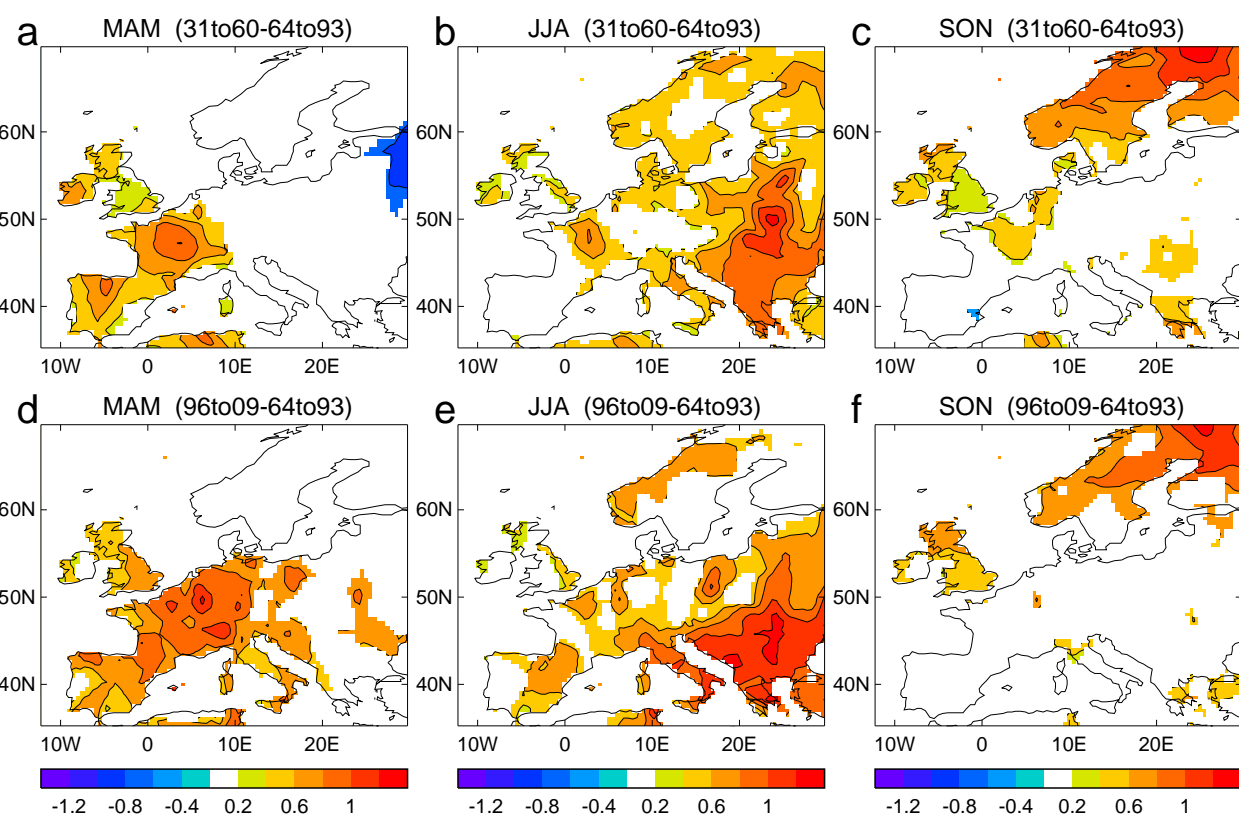 a MAM (31to60-64to93)
b JJA (31to60-64to93)
c SON (31to60-64to93)
60N
50N
40N
10W 0 10E 20E
60N
50N
40N
10W 0 10E 20E
60N
50N
40N
10W 0 10E 20E
d MAM (96to09-64to93)
e JJA (96to09-64to93)
f SON (96to09-64to93)
60N
50N
40N
10W 0 10E 20E
60N
50N
40N
10W 0 10E 20E
60N
50N
40N
10W 0 10E 20E
-1.2 -0.8 -0.4 0.2 0.6 1
-1.2 -0.8 -0.4 0.2 0.6 1
-1.2 -0.8 -0.4 0.2 0.6 1